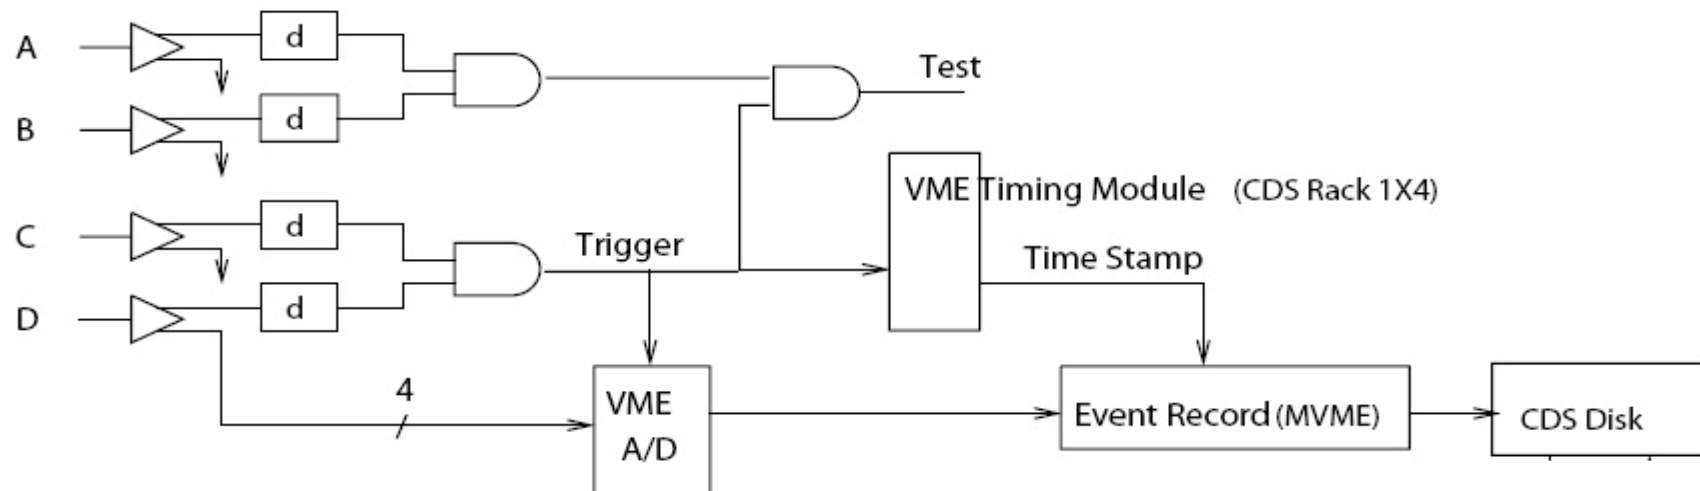 A
d
Test
B
d
VME Timing Module (CDS Rack 1X4)
C
d
Trigger
Time Stamp
D
d
4
VME
A/D
Event Record (MVME)
CDS Disk